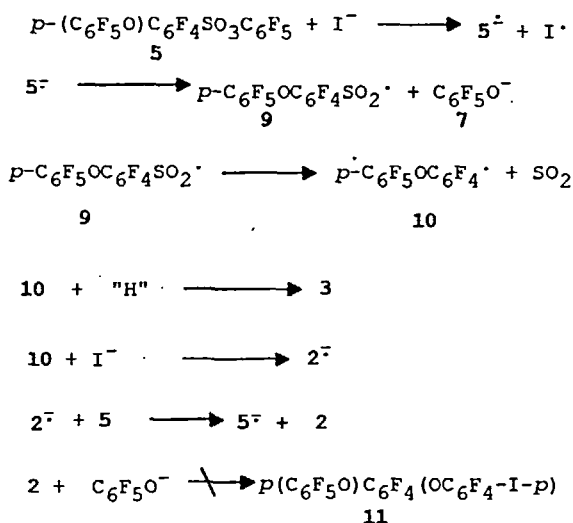 p-(C₆F₅O)C₆F₄SO₃C₆F₅ + I⁻ ⟶ 5∸ + I·
5
5⨪ ⟶ p-C₆F₅OC₆F₄SO₂· + C₆F₅O⁻
9 7
p-C₆F₅OC₆F₄SO₂· ⟶ p-C₆F₅OC₆F₄· + SO₂
9 10
10 + "H" ⟶ 3
10 + I⁻ ⟶ 2⨪
2⨪ + 5 ⟶ 5⨪ + 2
2 + C₆F₅O⁻ ↛ p(C₆F₅O)C₆F₄(OC₆F₄-I-p)
11